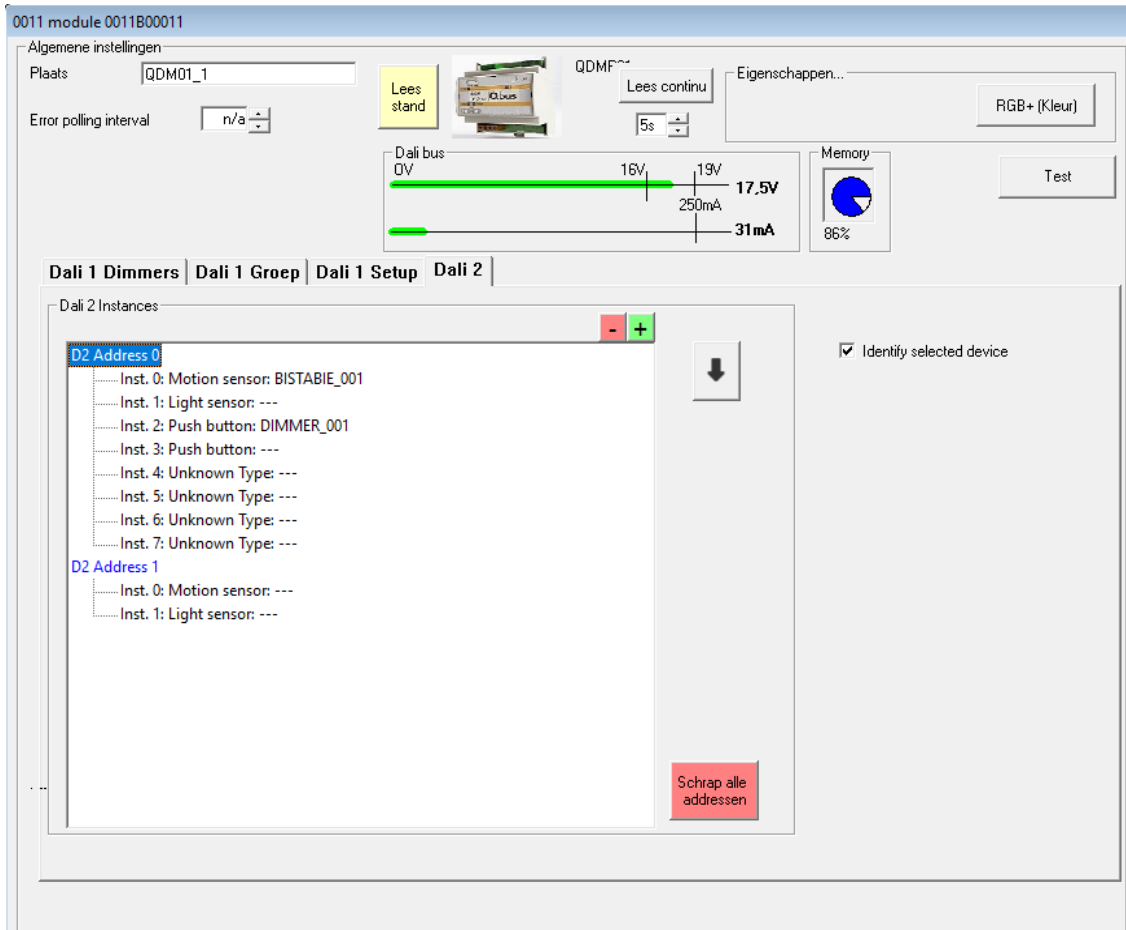 0011 module 0011B00011
Algemene instellingen
Plaats
QDM01_1
Error polling interval
n/a
Lees
stand
IQ.bus
Lees continu
5s
Eigenschappen...
RGB+ (Kleur)
Dali bus
0V
16V
19V
17,5V
250mA
31mA
Memory
86%
Test
Dali 1 Dimmers
Dali 1 Groep
Dali 1 Setup
Dali 2
Dali 2 Instances
-
+
D2 Address 0
Inst. 0: Motion sensor: BISTABIE_001
Inst. 1: Light sensor: ---
Inst. 2: Push button: DIMMER_001
Inst. 3: Push button: ---
Inst. 4: Unknown Type: ---
Inst. 5: Unknown Type: ---
Inst. 6: Unknown Type: ---
Inst. 7: Unknown Type: ---
D2 Address 1
Inst. 0: Motion sensor: ---
Inst. 1: Light sensor: ---
Identify selected device
Schrap alle
addressen